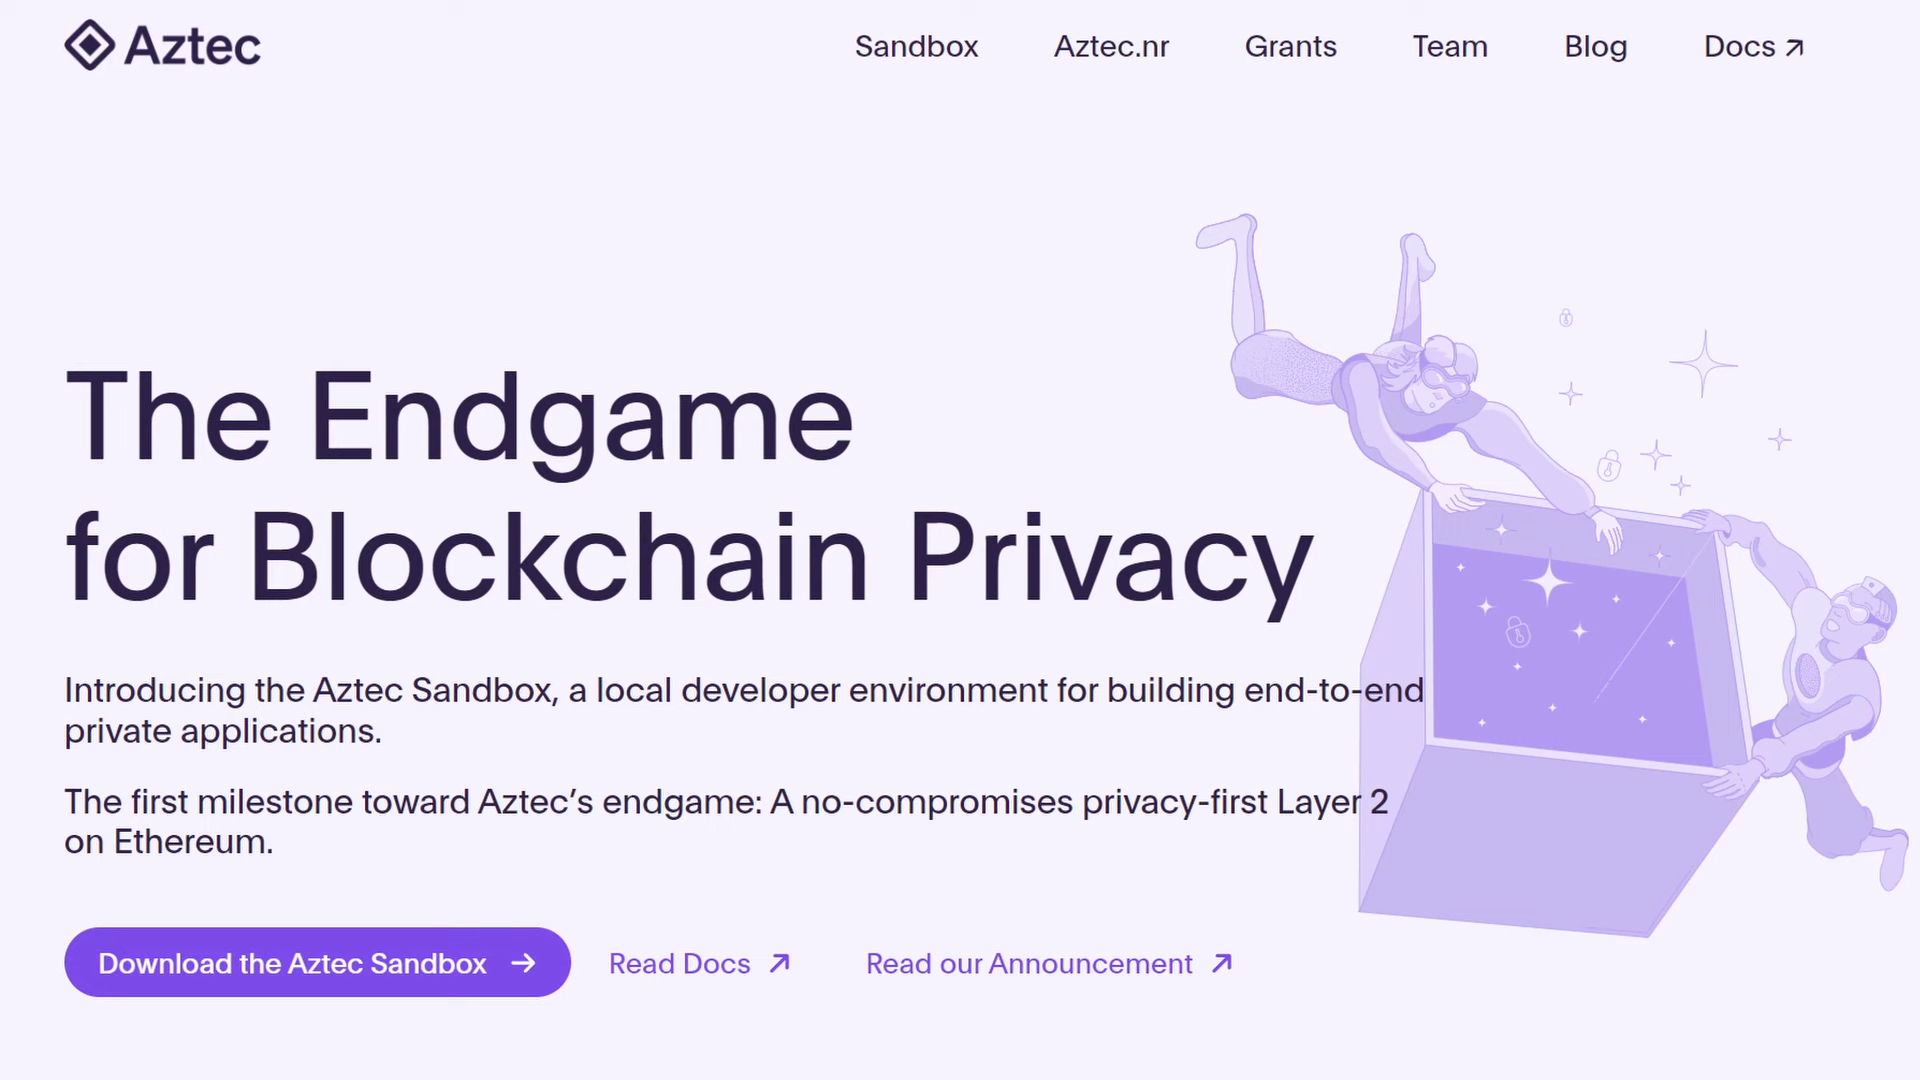 Aztec
Sandbox
Aztec.nr
Grants
Team
Blog
Docs ↗
The Endgame
for Blockchain Privacy
Introducing the Aztec Sandbox, a local developer environment for building end-to-end
private applications.
The first milestone toward Aztec’s endgame: A no-compromises privacy-first Layer 2
on Ethereum.
Download the Aztec Sandbox →
Read Docs ↗
Read our Announcement ↗